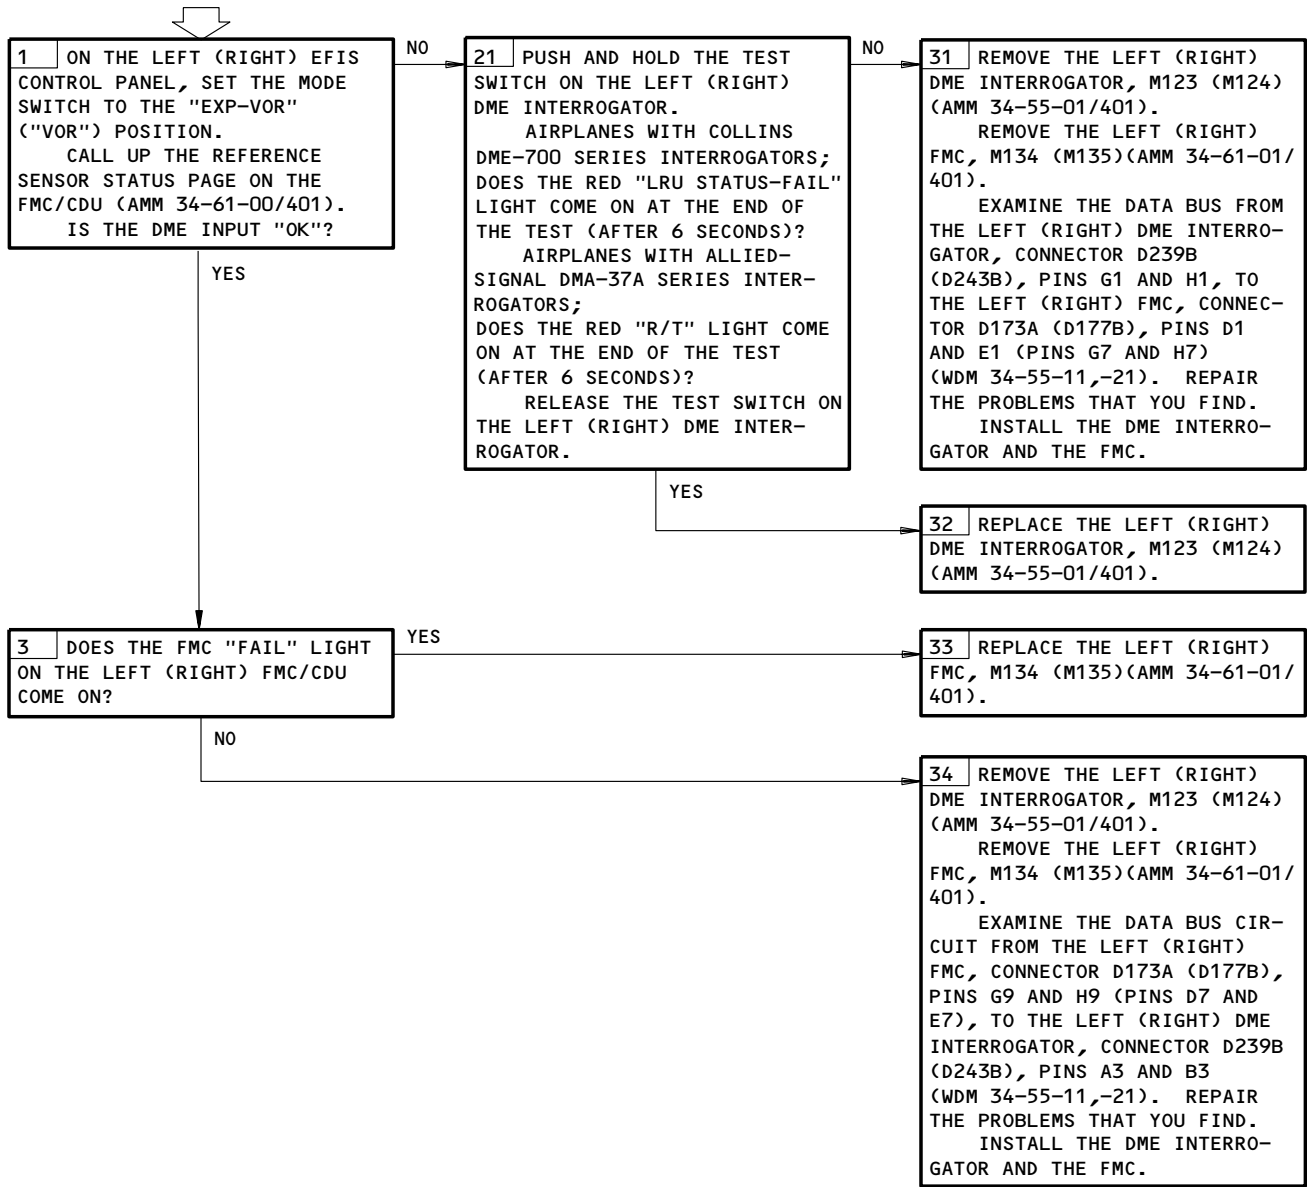 1 ON THE LEFT (RIGHT) EFIS
CONTROL PANEL, SET THE MODE
SWITCH TO THE "EXP-VOR"
("VOR") POSITION.
CALL UP THE REFERENCE
SENSOR STATUS PAGE ON THE
FMC/CDU (AMM 34-61-00/401).
IS THE DME INPUT "OK"?
NO
YES
21 PUSH AND HOLD THE TEST
SWITCH ON THE LEFT (RIGHT)
DME INTERROGATOR.
AIRPLANES WITH COLLINS
DME-700 SERIES INTERROGATORS;
DOES THE RED "LRU STATUS-FAIL"
LIGHT COME ON AT THE END OF
THE TEST (AFTER 6 SECONDS)?
AIRPLANES WITH ALLIED-
SIGNAL DMA-37A SERIES INTER-
ROGATORS;
DOES THE RED "R/T" LIGHT COME
ON AT THE END OF THE TEST
(AFTER 6 SECONDS)?
RELEASE THE TEST SWITCH ON
THE LEFT (RIGHT) DME INTER-
ROGATOR.
NO
YES
31 REMOVE THE LEFT (RIGHT)
DME INTERROGATOR, M123 (M124)
(AMM 34-55-01/401).
REMOVE THE LEFT (RIGHT)
FMC, M134 (M135)(AMM 34-61-01/
401).
EXAMINE THE DATA BUS FROM
THE LEFT (RIGHT) DME INTERRO-
GATOR, CONNECTOR D239B
(D243B), PINS G1 AND H1, TO
THE LEFT (RIGHT) FMC, CONNEC-
TOR D173A (D177B), PINS D1
AND E1 (PINS G7 AND H7)
(WDM 34-55-11,-21). REPAIR
THE PROBLEMS THAT YOU FIND.
INSTALL THE DME INTERRO-
GATOR AND THE FMC.
32 REPLACE THE LEFT (RIGHT)
DME INTERROGATOR, M123 (M124)
(AMM 34-55-01/401).
3 DOES THE FMC "FAIL" LIGHT
ON THE LEFT (RIGHT) FMC/CDU
COME ON?
YES
NO
33 REPLACE THE LEFT (RIGHT)
FMC, M134 (M135)(AMM 34-61-01/
401).
34 REMOVE THE LEFT (RIGHT)
DME INTERROGATOR, M123 (M124)
(AMM 34-55-01/401).
REMOVE THE LEFT (RIGHT)
FMC, M134 (M135)(AMM 34-61-01/
401).
EXAMINE THE DATA BUS CIR-
CUIT FROM THE LEFT (RIGHT)
FMC, CONNECTOR D173A (D177B),
PINS G9 AND H9 (PINS D7 AND
E7), TO THE LEFT (RIGHT) DME
INTERROGATOR, CONNECTOR D239B
(D243B), PINS A3 AND B3
(WDM 34-55-11,-21). REPAIR
THE PROBLEMS THAT YOU FIND.
INSTALL THE DME INTERRO-
GATOR AND THE FMC.